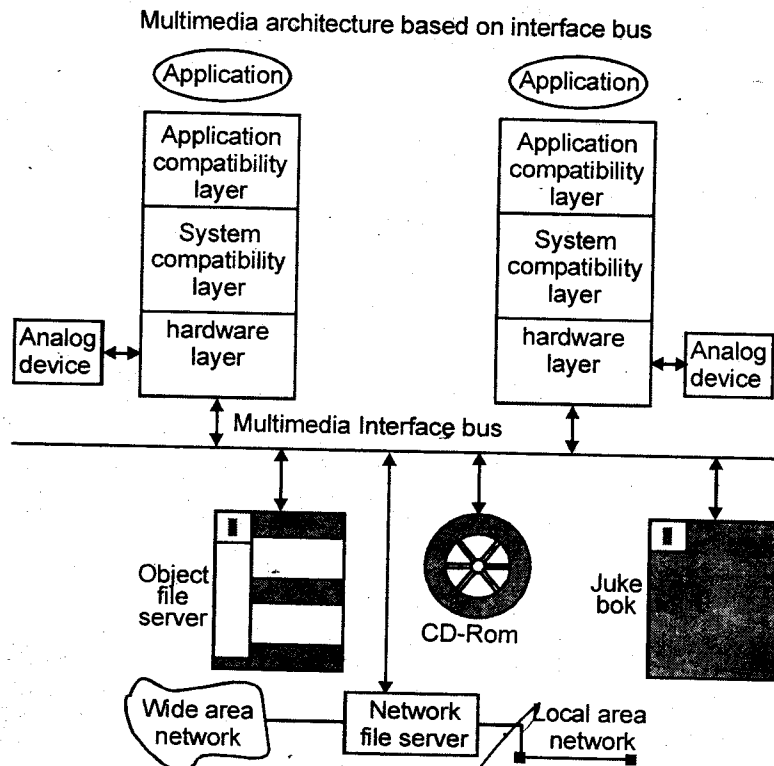 Multimedia architecture based on interface bus
Application
Application
compatibility
layer
System
compatibility
layer
hardware
layer
Analog
device
Application
Application
compatibility
layer
System
compatibility
layer
hardware
layer
Analog
device
Multimedia Interface bus
Object
file
server
CD-Rom
Juke
bok
Wide area
network
Network
file server
Local area
network